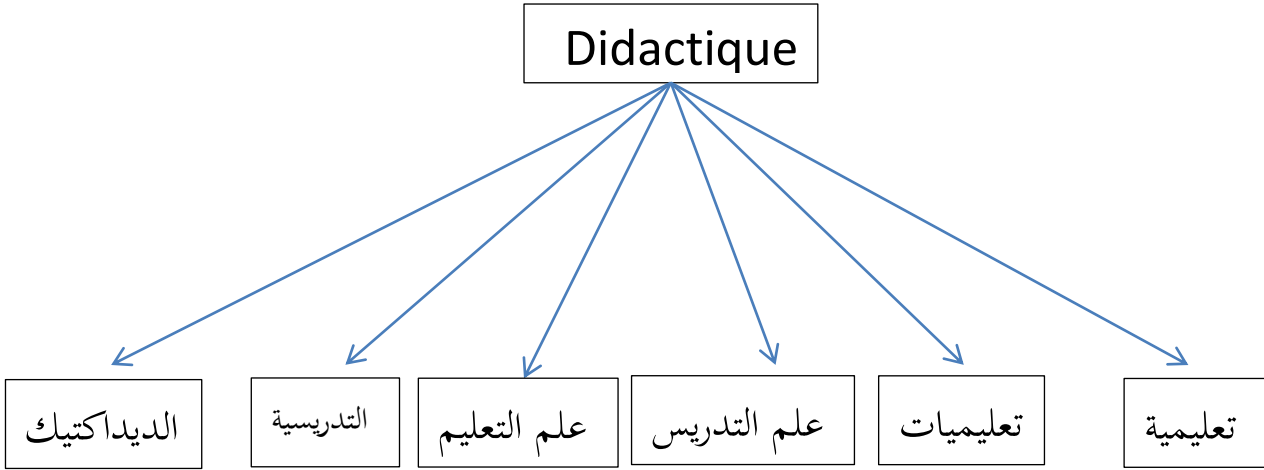 Didactique
تعليمية
تعليميات
علم التدريس
علم التعليم
التدريسية
الديداكتيك